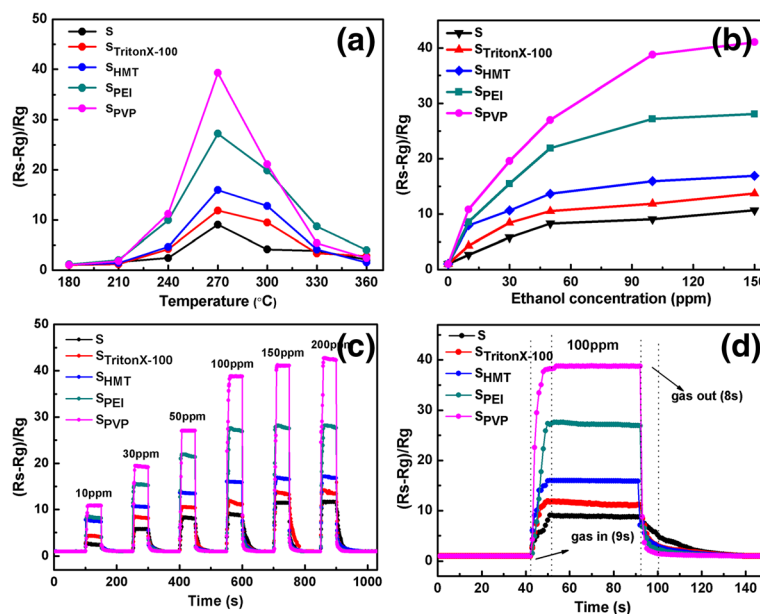 (a)
50
40
30
20
10
0
(Rs-Rg)/Rg
S
STritonX-100
SHMT
SPEI
SPVP
180 210 240 270 300 330 360
Temperature (°C)
(b)
40
30
20
10
0
(Rs-Rg)/Rg
S
STritonX-100
SHMT
SPEI
SPVP
0 30 60 90 120 150
Ethanol concentration (ppm)
(c)
50
40
30
20
10
0
(Rs-Rg)/Rg
S
STritonX-100
SHMT
SPEI
SPVP
10ppm
30ppm
50ppm
100ppm
150ppm
200ppm
0 200 400 600 800 1000
Time (s)
(d)
40
30
20
10
0
(Rs-Rg)/Rg
S
STritonX-100
SHMT
SPEI
SPVP
100ppm
gas out (8s)
gas in (9s)
0 20 40 60 80 100 120 140
Time (s)